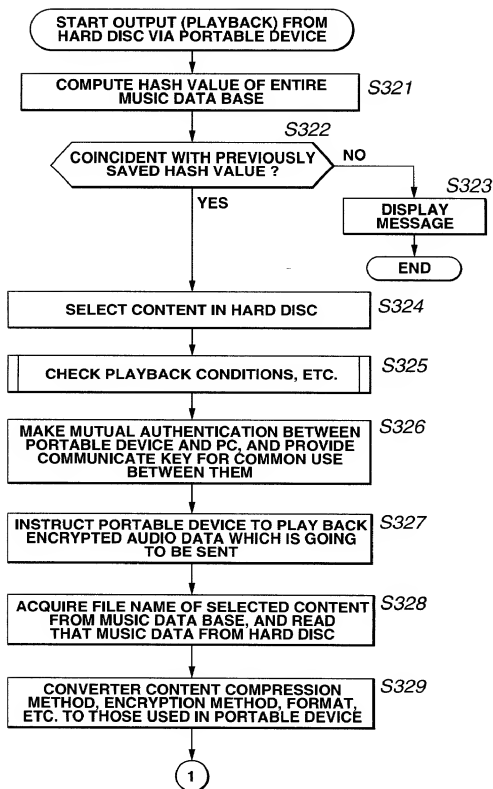 START OUTPUT (PLAYBACK) FROM
HARD DISC VIA PORTABLE DEVICE
COMPUTE HASH VALUE OF ENTIRE
MUSIC DATA BASE
S321
S322
COINCIDENT WITH PREVIOUSLY
SAVED HASH VALUE ?
NO
YES
S323
DISPLAY
MESSAGE
END
SELECT CONTENT IN HARD DISC
S324
CHECK PLAYBACK CONDITIONS, ETC.
S325
MAKE MUTUAL AUTHENTICATION BETWEEN
PORTABLE DEVICE AND PC, AND PROVIDE
COMMUNICATE KEY FOR COMMON USE
BETWEEN THEM
S326
INSTRUCT PORTABLE DEVICE TO PLAY BACK
ENCRYPTED AUDIO DATA WHICH IS GOING
TO BE SENT
S327
ACQUIRE FILE NAME OF SELECTED CONTENT
FROM MUSIC DATA BASE, AND READ
THAT MUSIC DATA FROM HARD DISC
S328
CONVERTER CONTENT COMPRESSION
METHOD, ENCRYPTION METHOD, FORMAT,
ETC. TO THOSE USED IN PORTABLE DEVICE
S329
1